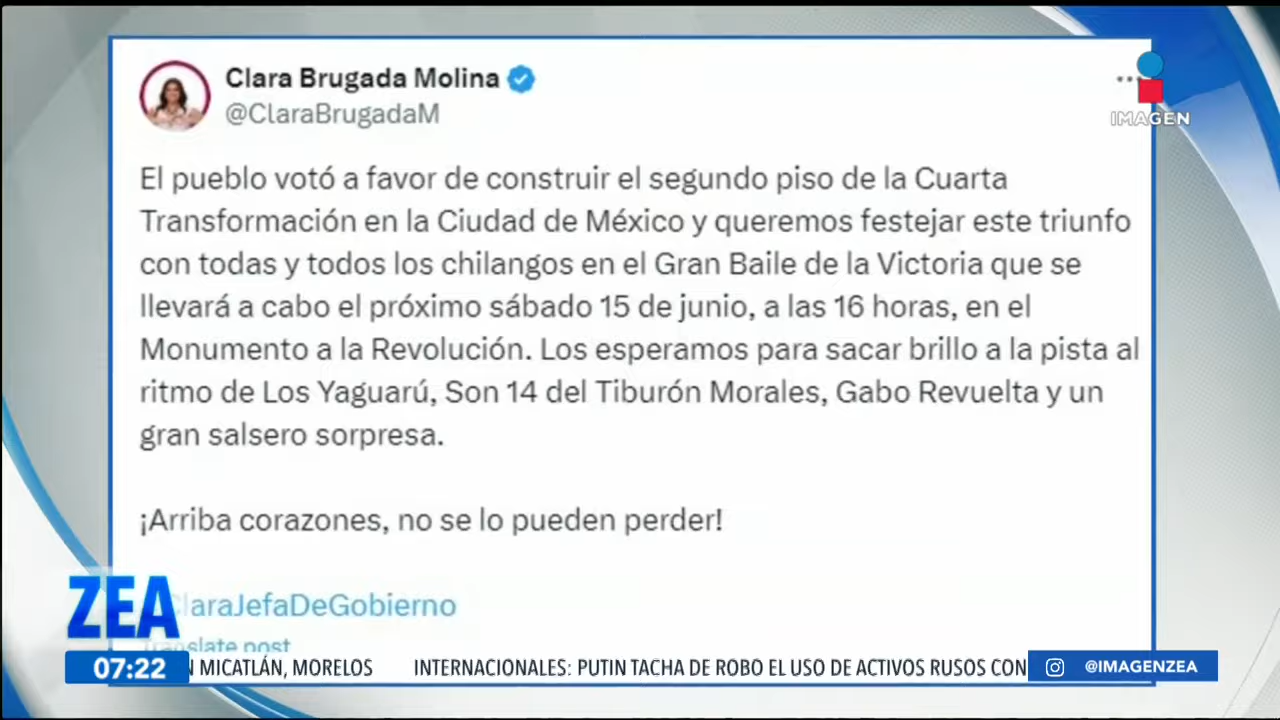 Clara Brugada Molina
@ClaraBrugadaM
IMAGEN
El pueblo votó a favor de construir el segundo piso de la Cuarta
Transformación en la Ciudad de México y queremos festejar este triunfo
con todas y todos los chilangos en el Gran Baile de la Victoria que se
llevará a cabo el próximo sábado 15 de junio, a las 16 horas, en el
Monumento a la Revolución. Los esperamos para sacar brillo a la pista al
ritmo de Los Yaguarú, Son 14 del Tiburón Morales, Gabo Revuelta y un
gran salsero sorpresa.
¡Arriba corazones, no se lo pueden perder!
laraJefaDeGobierno
ZEA
Translate post
07:22
N MICATLÁN, MORELOS INTERNACIONALES: PUTIN TACHA DE ROBO EL USO DE ACTIVOS RUSOS CON
@IMAGENZEA